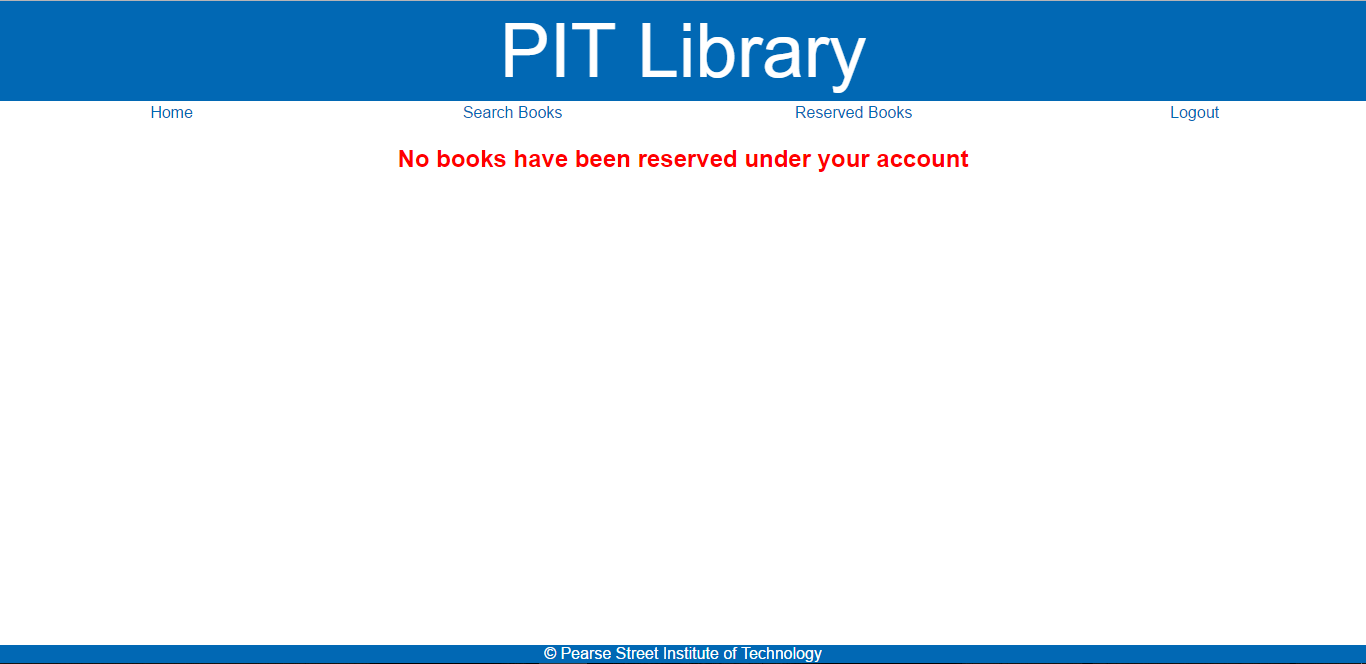 PIT Library
Home Search Books Reserved Books Logout
No books have been reserved under your account
© Pearse Street Institute of Technology